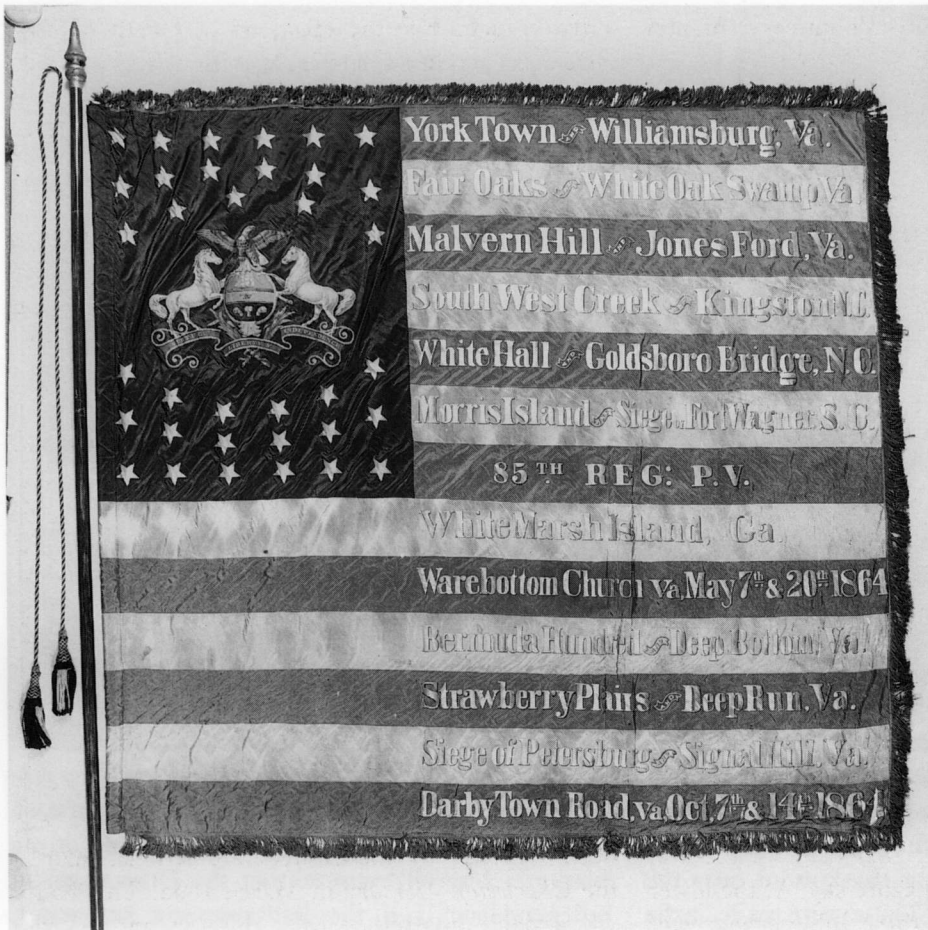 York Town & Williamsburg, Va.
Fair Oaks & White Oak Swamp Va
Malvern Hill & Jones Ford, Va.
South West Creek & Kingston N.C.
White Hall & Goldsboro Bridge, N.C.
Morris Island & Siege of Fort Wagner S.C.
85TH REG: P.V.
White Marsh Island, Ga.
Warebottom Church Va, May 7th & 20th 1864
Bermuda Hundred & Deep Bottom, Va.
Strawberry Plairs & Deep Run, Va.
Siege of Petersburg & Signal Hill, Va.
Darby Town Road, Va, Oct, 7th & 14th 1864